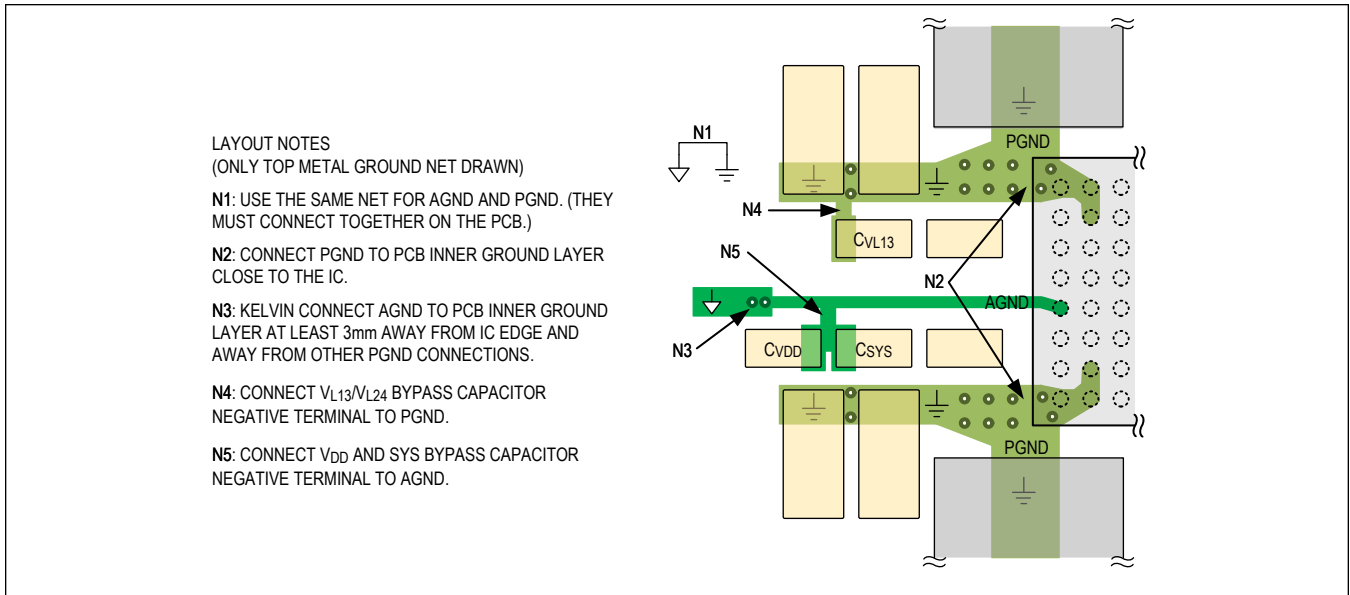 LAYOUT NOTES
(ONLY TOP METAL GROUND NET DRAWN)
N1: USE THE SAME NET FOR AGND AND PGND. (THEY
MUST CONNECT TOGETHER ON THE PCB.)
N2: CONNECT PGND TO PCB INNER GROUND LAYER
CLOSE TO THE IC.
N3: KELVIN CONNECT AGND TO PCB INNER GROUND
LAYER AT LEAST 3mm AWAY FROM IC EDGE AND
AWAY FROM OTHER PGND CONNECTIONS.
N4: CONNECT VL13/VL24 BYPASS CAPACITOR
NEGATIVE TERMINAL TO PGND.
N5: CONNECT VDD AND SYS BYPASS CAPACITOR
NEGATIVE TERMINAL TO AGND.
N1
PGND
N4
CVL13
N5
N2
AGND
N3
CVDD
CSYS
PGND